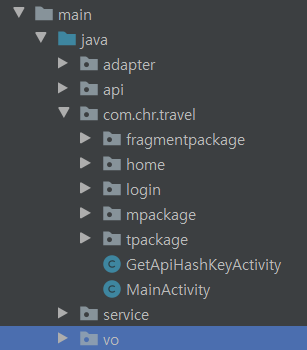 main
java
adapter
api
com.chr.travel
fragmentpackage
home
login
mpackage
tpackage
C GetApiHashKeyActivity
C MainActivity
service
vo